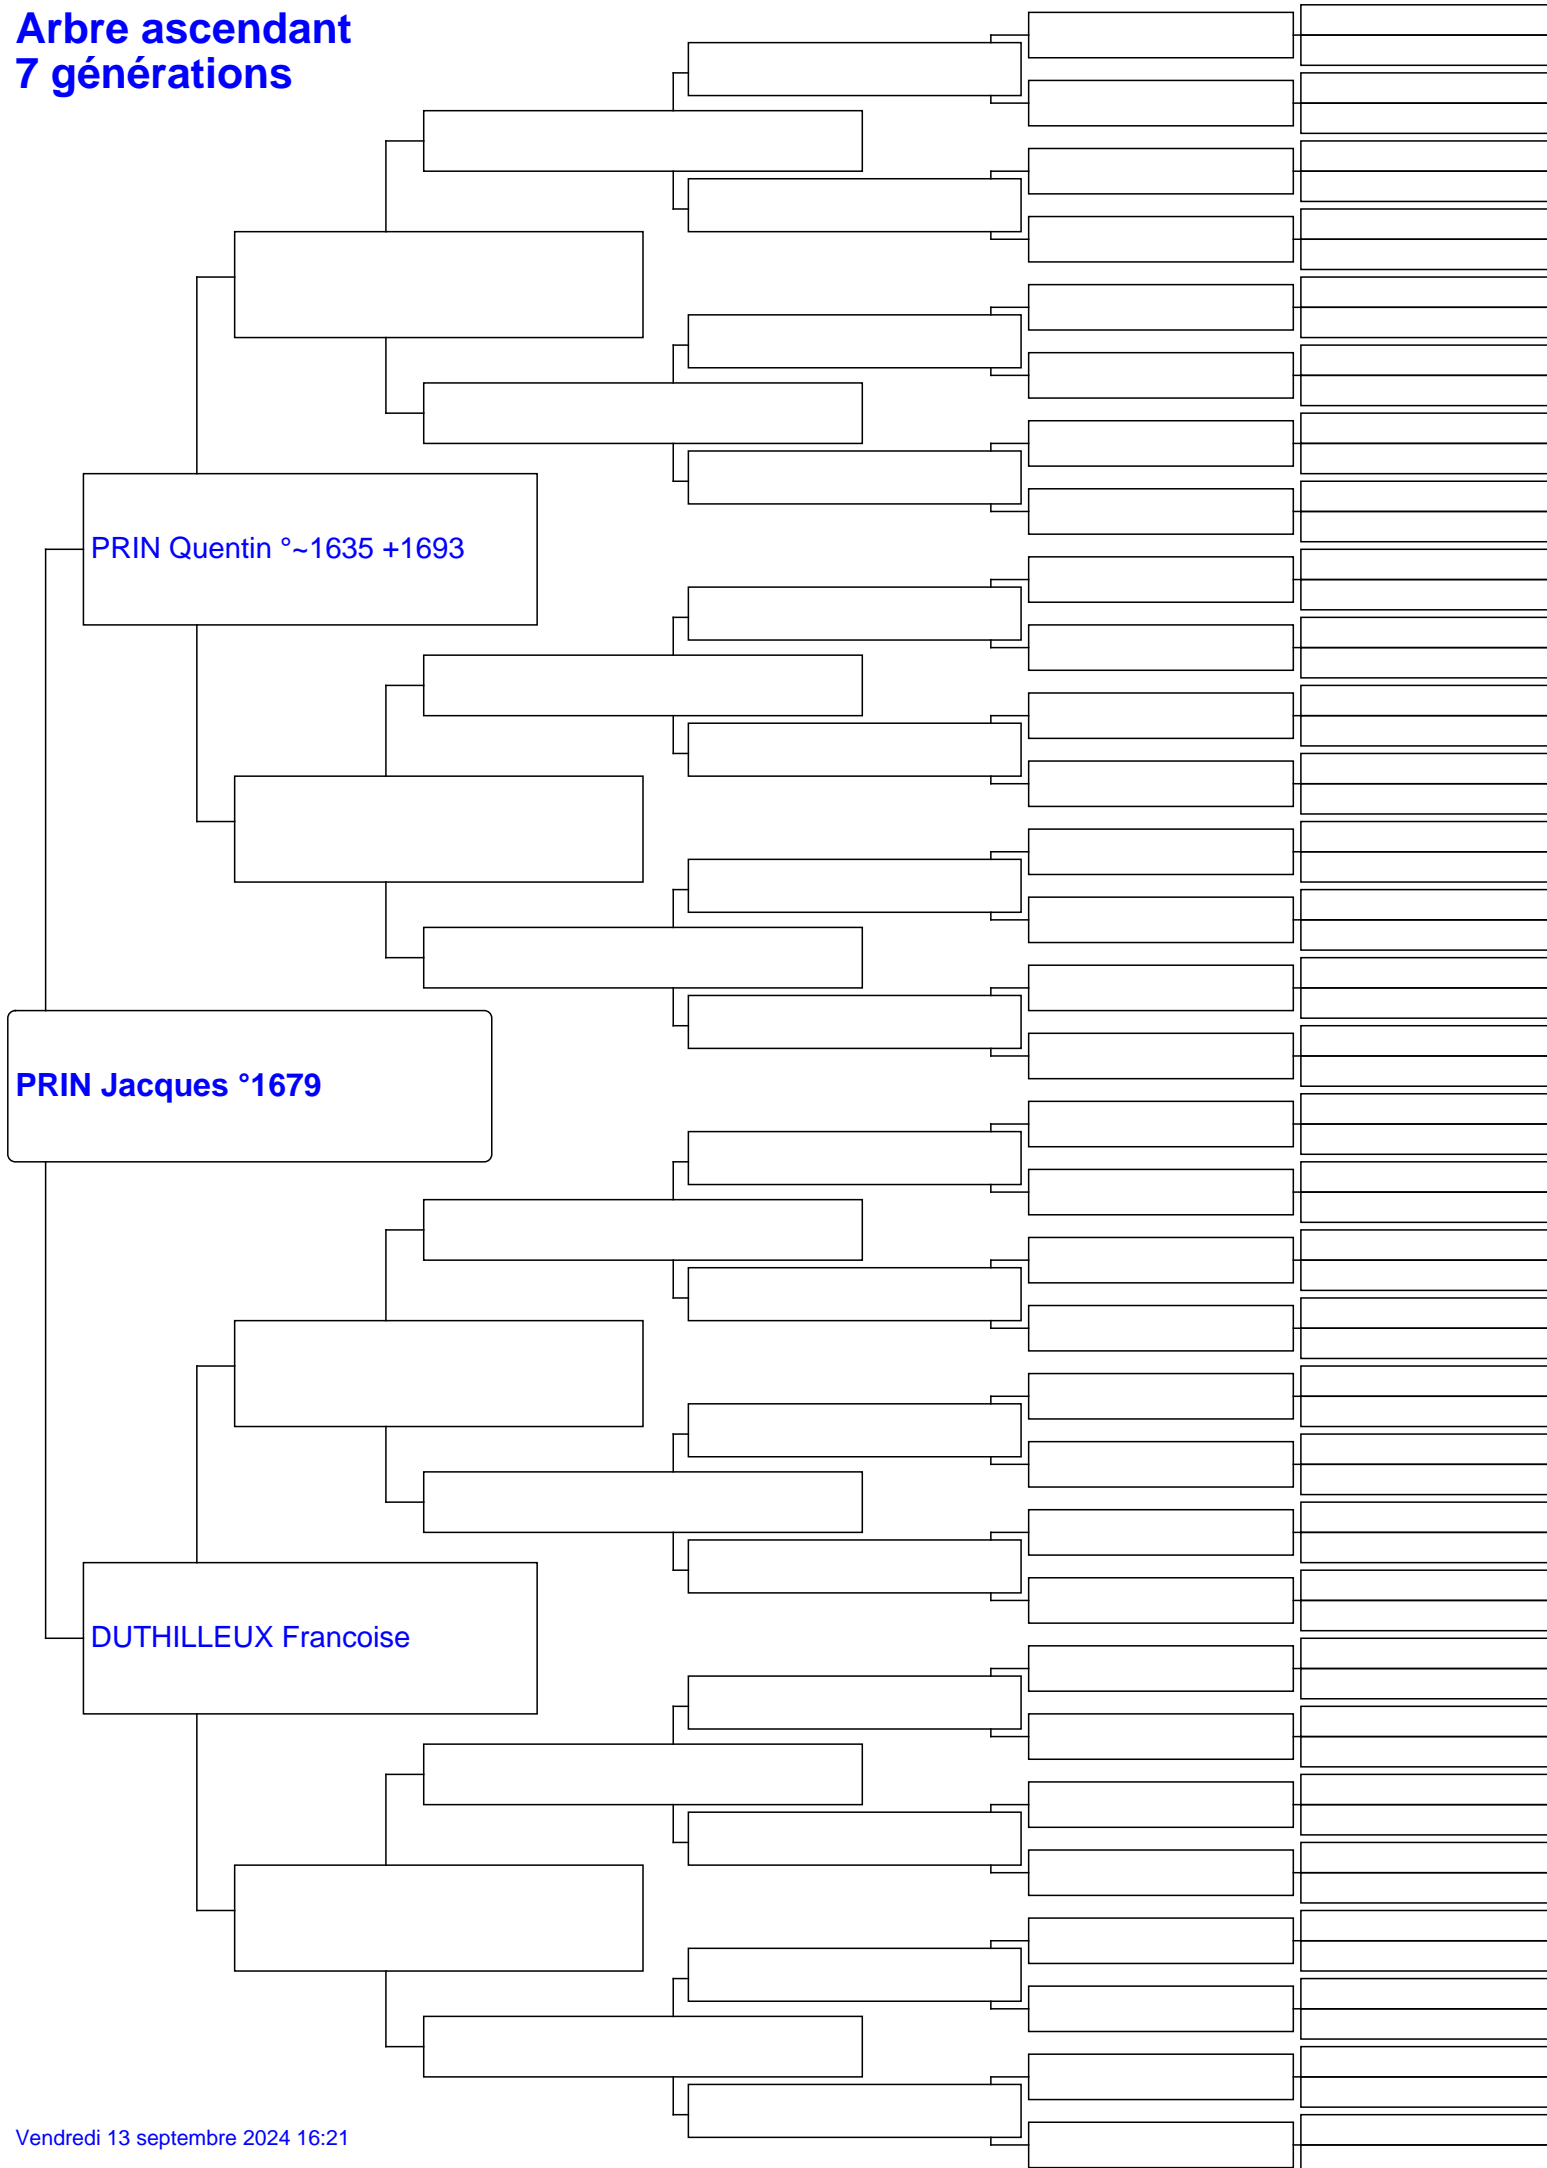 Arbre ascendant
7 générations
PRIN Quentin °~1635 +1693
PRIN Jacques °1679
DUTHILLEUX Francoise
Vendredi 13 septembre 2024 16:21